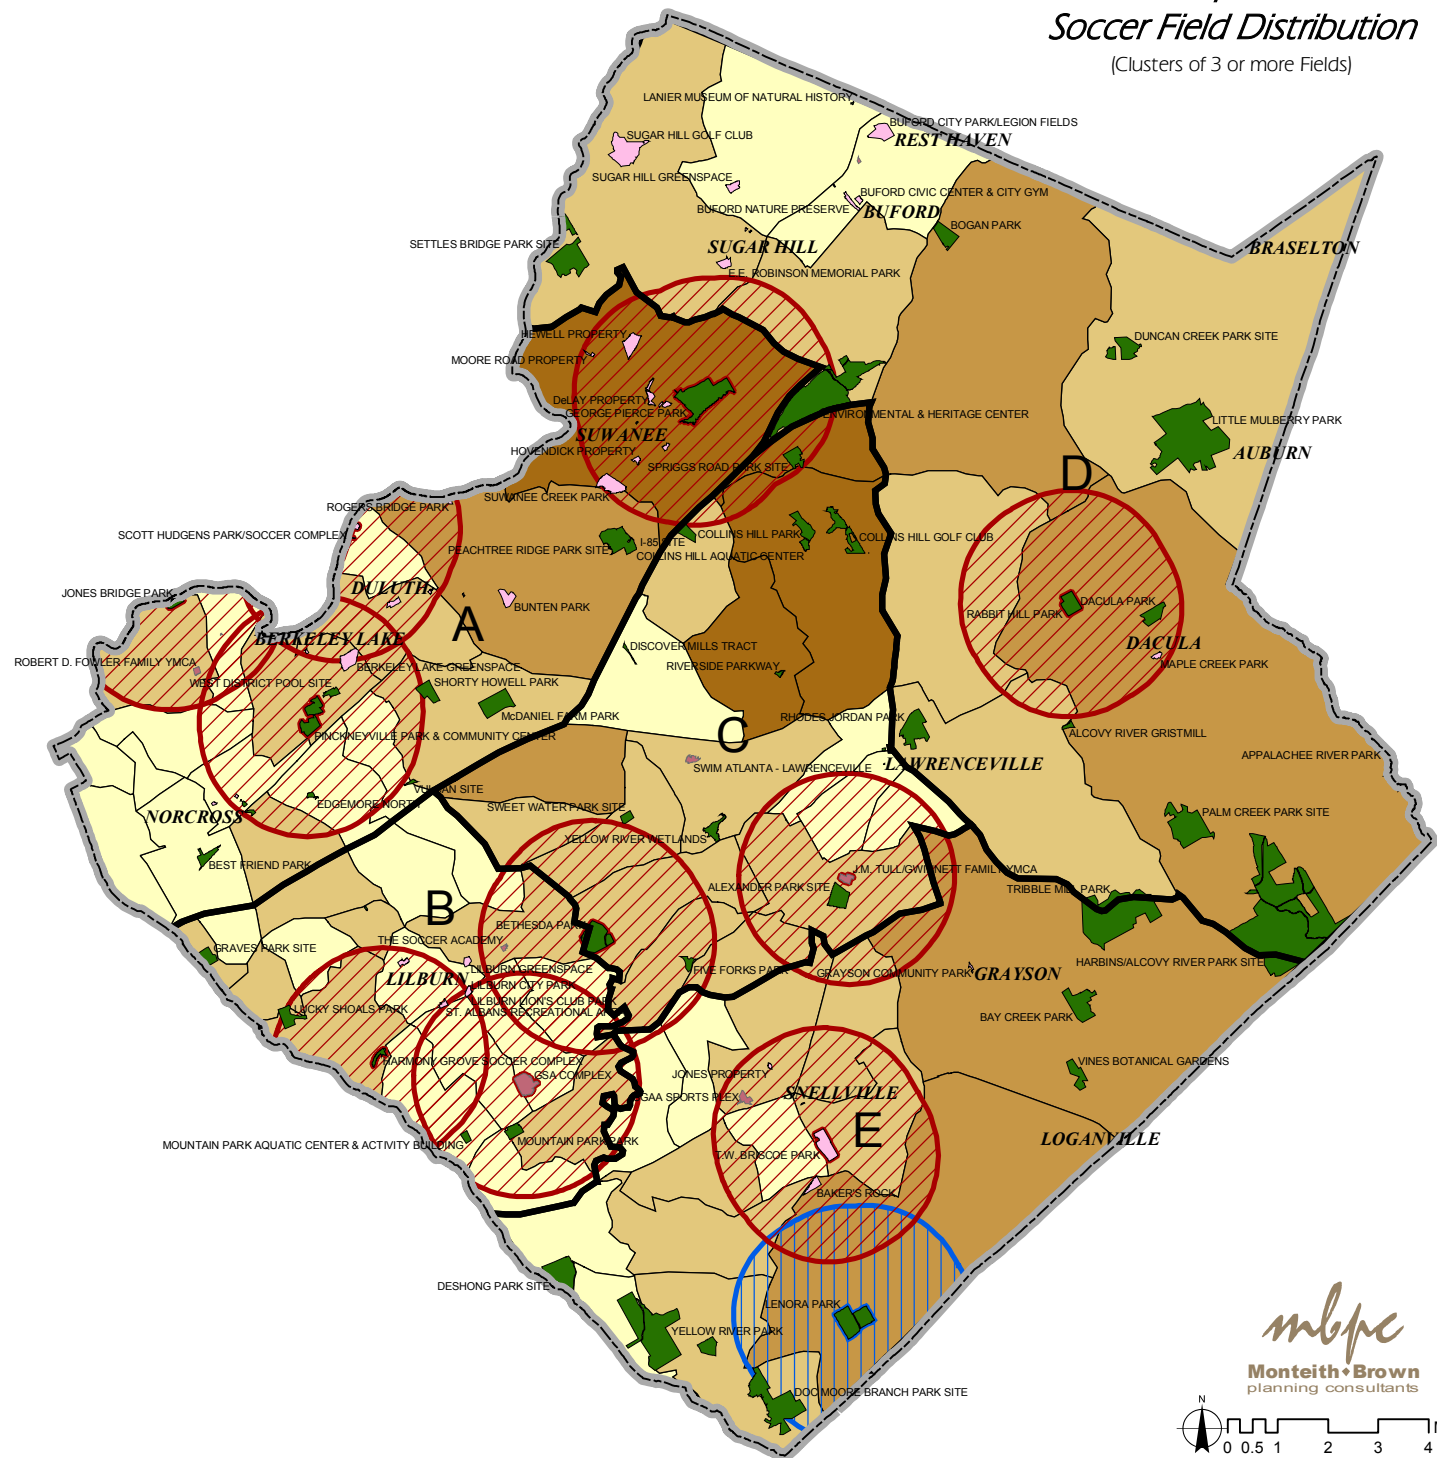 Soccer Field Distribution
(Clusters of 3 or more Fields)
LANIER MUSEUM OF NATURAL HISTORY
BUFORD CITY PARK/LEGION FIELDS
SUGAR HILL GOLF CLUB
REST HAVEN
SUGAR HILL GREENSPACE
BUFORD CIVIC CENTER & CITY GYM
BUFORD NATURE PRESERVE
BUFORD
BOGAN PARK
SETTLES BRIDGE PARK SITE
SUGAR HILL
BRASELTON
E.E. ROBINSON MEMORIAL PARK
HEWELL PROPERTY
DUNCAN CREEK PARK SITE
MOORE ROAD PROPERTY
DeLAY PROPERTY
GEORGE PIERCE PARK
ENVIRONMENTAL & HERITAGE CENTER
LITTLE MULBERRY PARK
SUWANEE
HOVENDICK PROPERTY
AUBURN
SPRIGGS ROAD PARK SITE
D
SUWANEE CREEK PARK
ROGERS BRIDGE PARK
SCOTT HUDGENS PARK/SOCCER COMPLEX
COLLINS HILL PARK
COLLINS HILL GOLF CLUB
I-85 SITE
PEACHTREE RIDGE PARK SITE
COLLINS HILL AQUATIC CENTER
DULUTH
JONES BRIDGE PARK
BUNTEN PARK
DACULA PARK
RABBIT HILL PARK
A
BERKELEY LAKE
DISCOVER MILLS TRACT
DACULA
ROBERT D. FOWLER FAMILY YMCA
BERKELEY LAKE GREENSPACE
RIVERSIDE PARKWAY
MAPLE CREEK PARK
WEST DISTRICT POOL SITE
SHORTY HOWELL PARK
McDANIEL FARM PARK
RHODES JORDAN PARK
PINCKNEYVILLE PARK & COMMUNITY CENTER
C
ALCOVY RIVER GRISTMILL
APPALACHEE RIVER PARK
SWIM ATLANTA - LAWRENCEVILLE
LAWRENCEVILLE
VULCAN SITE
EDGEMORE NORTH
SWEET WATER PARK SITE
NORCROSS
PALM CREEK PARK SITE
YELLOW RIVER WETLANDS
BEST FRIEND PARK
J.M. TULL/GWINNETT FAMILY YMCA
ALEXANDER PARK SITE
TRIBBLE MILL PARK
B
BETHESDA PARK
THE SOCCER ACADEMY
GRAVES PARK SITE
HARBINS/ALCOVY RIVER PARK SITE
LILBURN
LILBURN GREENSPACE
FIVE FORKS PARK
GRAYSON COMMUNITY PARK
GRAYSON
LILBURN CITY PARK
LILBURN LION'S CLUB PARK
LUCKY SHOALS PARK
BAY CREEK PARK
HARMONY GROVE SOCCER COMPLEX
VINES BOTANICAL GARDENS
GSA COMPLEX
JONES PROPERTY
SNELLVILLE
E
LOGANVILLE
MOUNTAIN PARK AQUATIC CENTER & ACTIVITY BUILDING
MOUNTAIN PARK PARK
T.W. BRISCOE PARK
BAKER'S ROCK
DESHONG PARK SITE
LENORA PARK
YELLOW RIVER PARK
DOC MOORE BRANCH PARK SITE
mbpc
Monteith Brown
planning consultants
N
0 0.5 1 2 3 4